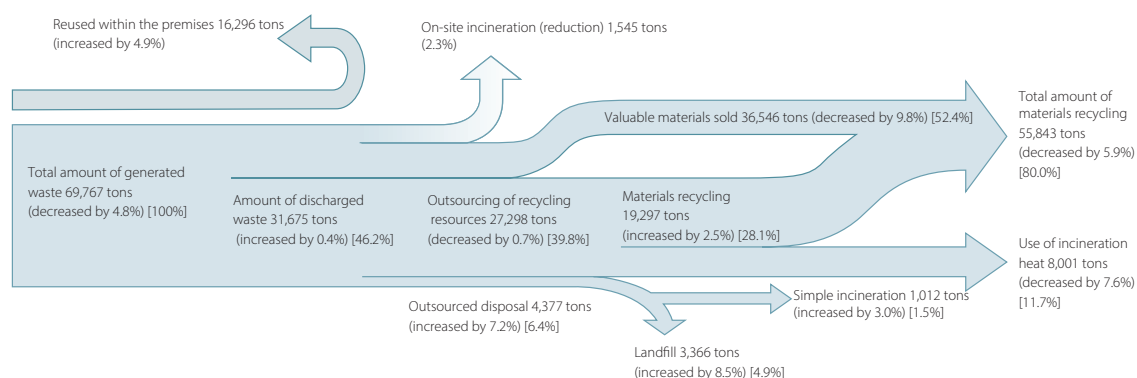 Reused within the premises 16,296 tons
(increased by 4.9%)
On-site incineration (reduction) 1,545 tons
(2.3%)
Valuable materials sold 36,546 tons (decreased by 9.8%) [52.4%]
Total amount of
materials recycling
55,843 tons
(decreased by 5.9%)
[80.0%]
Total amount of generated
waste 69,767 tons
(decreased by 4.8%) [100%]
Amount of discharged
waste 31,675 tons
(increased by 0.4%) [46.2%]
Outsourcing of recycling
resources 27,298 tons
(decreased by 0.7%) [39.8%]
Materials recycling
19,297 tons
(increased by 2.5%) [28.1%]
Use of incineration
heat 8,001 tons
(decreased by 7.6%)
[11.7%]
Outsourced disposal 4,377 tons
(increased by 7.2%) [6.4%]
Simple incineration 1,012 tons
(increased by 3.0%) [1.5%]
Landfill 3,366 tons
(increased by 8.5%) [4.9%]